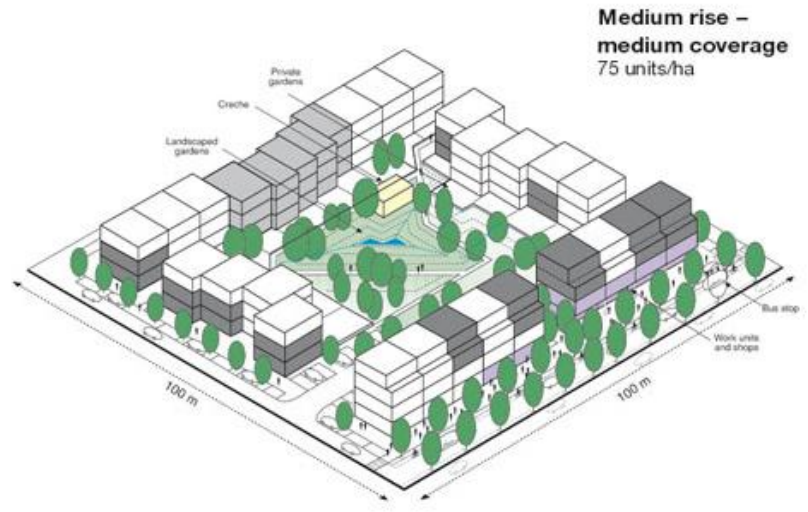 Medium rise –
medium coverage
75 units/ha
Private
gardens
Creche
Landscaped
gardens
Bus stop
Work units
and shops
100 m
100 m